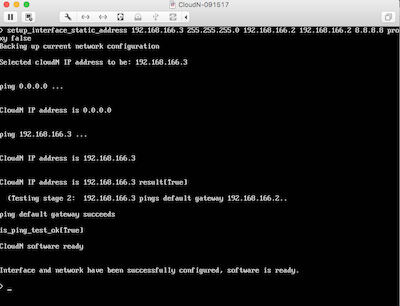 CloudN-091517
> setup_interface_static_address 192.168.166.3 255.255.255.0 192.168.166.2 192.168.166.2 8.8.8.8 pro
xy false
Backing up current network configuration
Selected cloudN IP address to be: 192.168.166.3
ping 0.0.0.0 ...
CloudN IP address is 0.0.0.0
ping 192.168.166.3 ...
CloudN IP address is 192.168.166.3
CloudN IP address is 192.168.166.3 result[True]
(Testing stage 2: 192.168.166.3 pings default gateway 192.168.166.2..
ping default gateway succeeds
is_ping_test_ok[True]
CloudN software ready
Interface and network have been successfully configured, software is ready.
> _